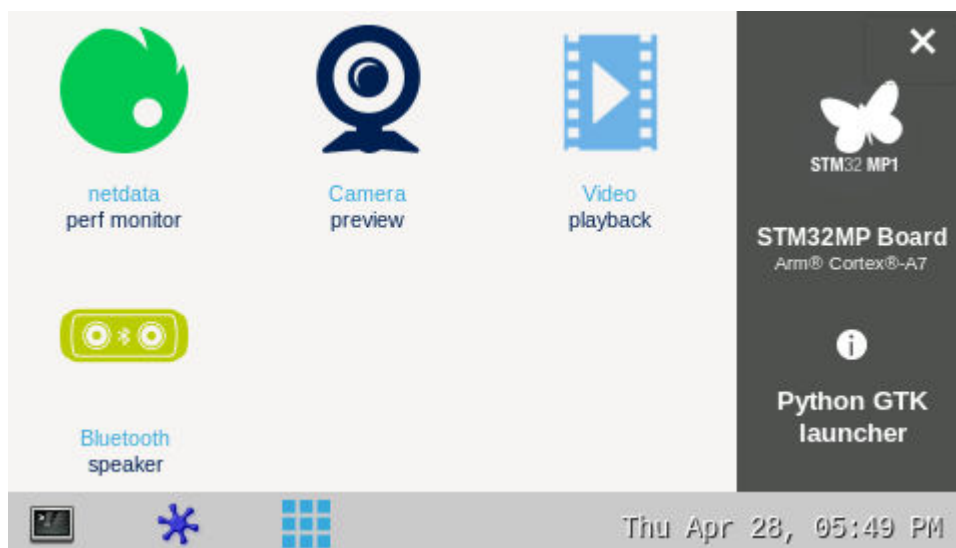 netdata
perf monitor
Camera
preview
Video
playback
Bluetooth
speaker
STM32 MP1
STM32MP Board
Arm® Cortex®-A7
Python GTK
launcher
Thu Apr 28, 05:49 PM